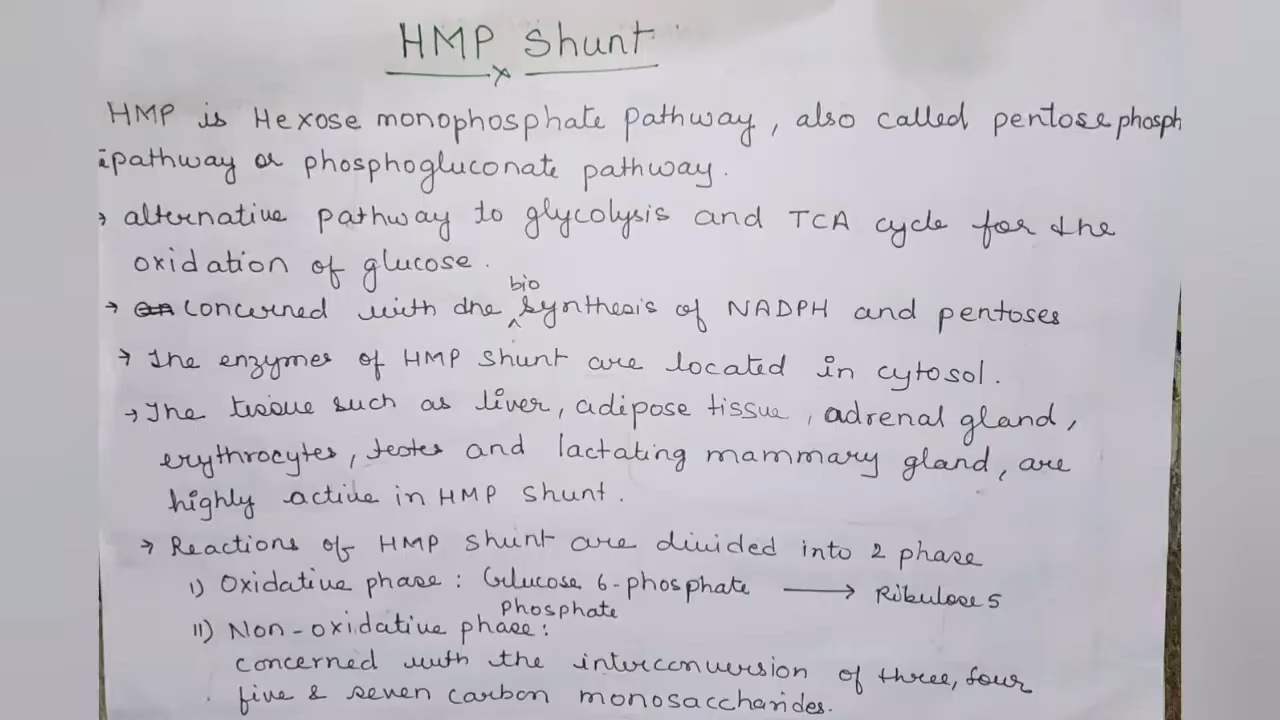 HMP Shunt
HMP is Hexose monophosphate pathway, also called pentose phosph
pathway or phosphogluconate pathway.
→ alternative pathway to glycolysis and TCA cycle for the
oxidation of glucose.
bio
→ concerned with the synthesis of NADPH and pentoses
→ The enzymes of HMP shunt are located in cytosol.
→ The tissue such as liver, adipose tissue, adrenal gland,
erythrocytes, testes and lactating mammary gland, are
highly active in HMP shunt.
→ Reactions of HMP shunt are divided into 2 phase
i) Oxidative phase : Glucose 6-phosphate ⟶ Ribulose 5
phosphate
ii) Non-oxidative phase :
concerned with the interconversion of three, four
five & seven carbon monosaccharides.